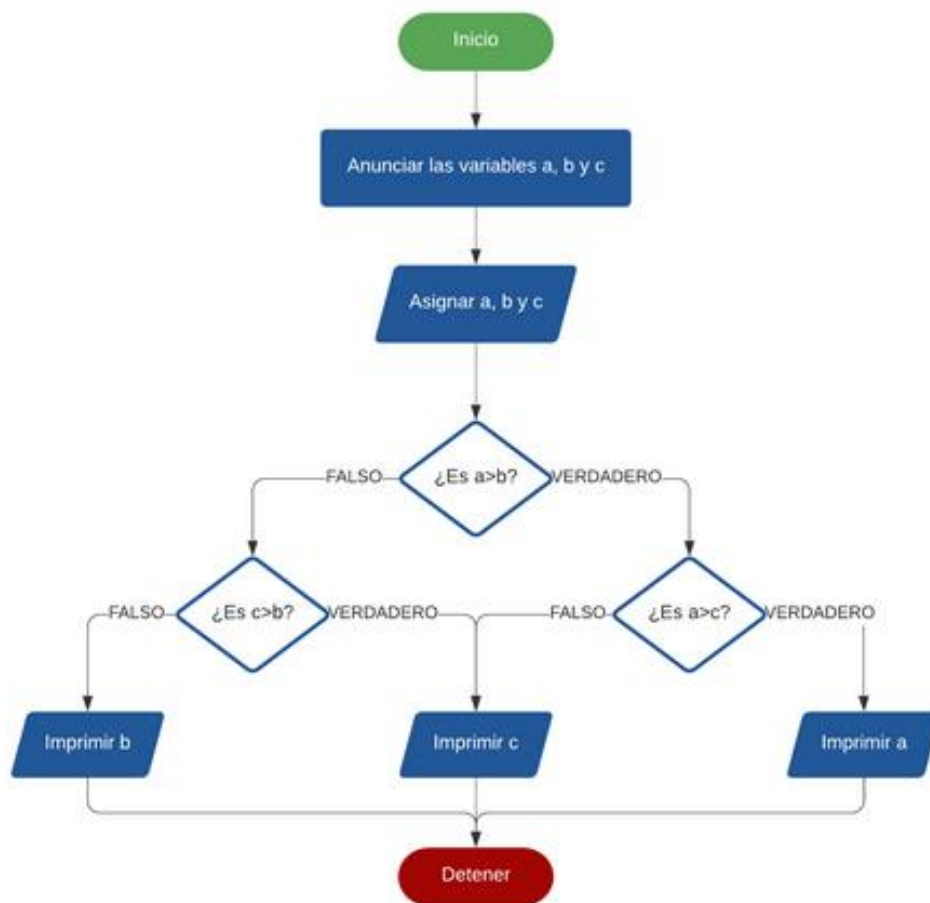 Inicio
Anunciar las variables a, b y c
Asignar a, b y c
FALSO
¿Es a>b?
VERDADERO
FALSO
¿Es c>b?
VERDADERO
FALSO
¿Es a>c?
VERDADERO
Imprimir b
Imprimir c
Imprimir a
Detener